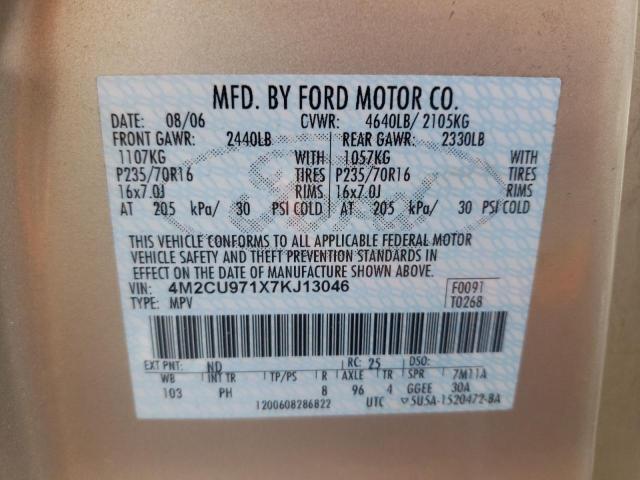 MFD. BY FORD MOTOR CO.
DATE: 08/06 CVWR: 4640LB/ 2105KG
FRONT GAWR: 2440LB REAR GAWR: 2330LB
1107KG WITH 1057KG WITH
P235/70R16 TIRES P235/70R16 TIRES
16x7.0J RIMS 16x7.0J RIMS
AT 205 kPa/ 30 PSI COLD AT 205 kPa/ 30 PSI COLD
THIS VEHICLE CONFORMS TO ALL APPLICABLE FEDERAL MOTOR
VEHICLE SAFETY AND THEFT PREVENTION STANDARDS IN
EFFECT ON THE DATE OF MANUFACTURE SHOWN ABOVE.
VIN: 4M2CU971X7KJ13046 F0091
TYPE: MPV T0268
EXT PNT: ND RC: 25 DSO:
WB INT TR TP/PS R AXLE TR SPR 7M11A
103 PH 8 96 4 GGEE 30A
1200608286822 UTC ▽5U5A-1520472-BA